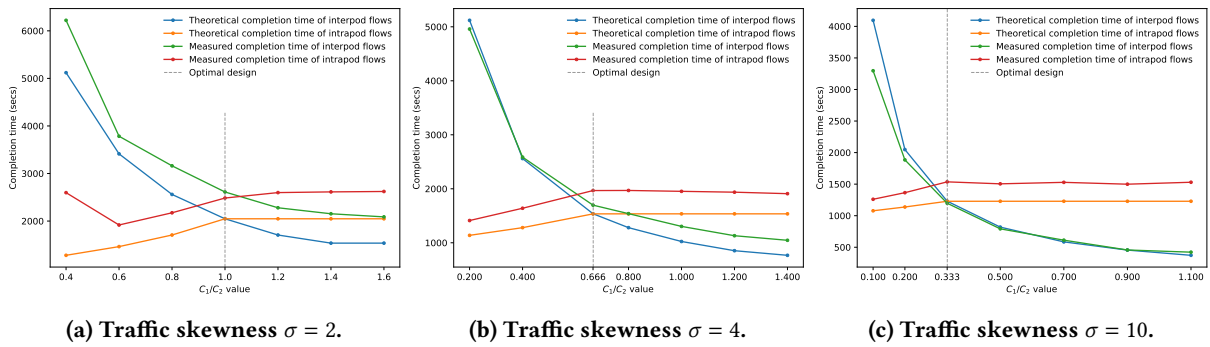 Theoretical completion time of interpod flows
Theoretical completion time of intrapod flows
Measured completion time of interpod flows
Measured completion time of intrapod flows
Optimal design
Completion time (secs)
6000
5000
4000
3000
2000
0.4 0.6 0.8 1.0 1.2 1.4 1.6
C₁/C₂ value
(a) Traffic skewness σ = 2.
Theoretical completion time of interpod flows
Theoretical completion time of intrapod flows
Measured completion time of interpod flows
Measured completion time of intrapod flows
Optimal design
Completion time (secs)
5000
4000
3000
2000
1000
0.200 0.400 0.666 0.800 1.000 1.200 1.400
C₁/C₂ value
(b) Traffic skewness σ = 4.
Theoretical completion time of interpod flows
Theoretical completion time of intrapod flows
Measured completion time of interpod flows
Measured completion time of intrapod flows
Optimal design
Completion time (secs)
4000
3500
3000
2500
2000
1500
1000
500
0.100 0.200 0.333 0.500 0.700 0.900 1.100
C₁/C₂ value
(c) Traffic skewness σ = 10.